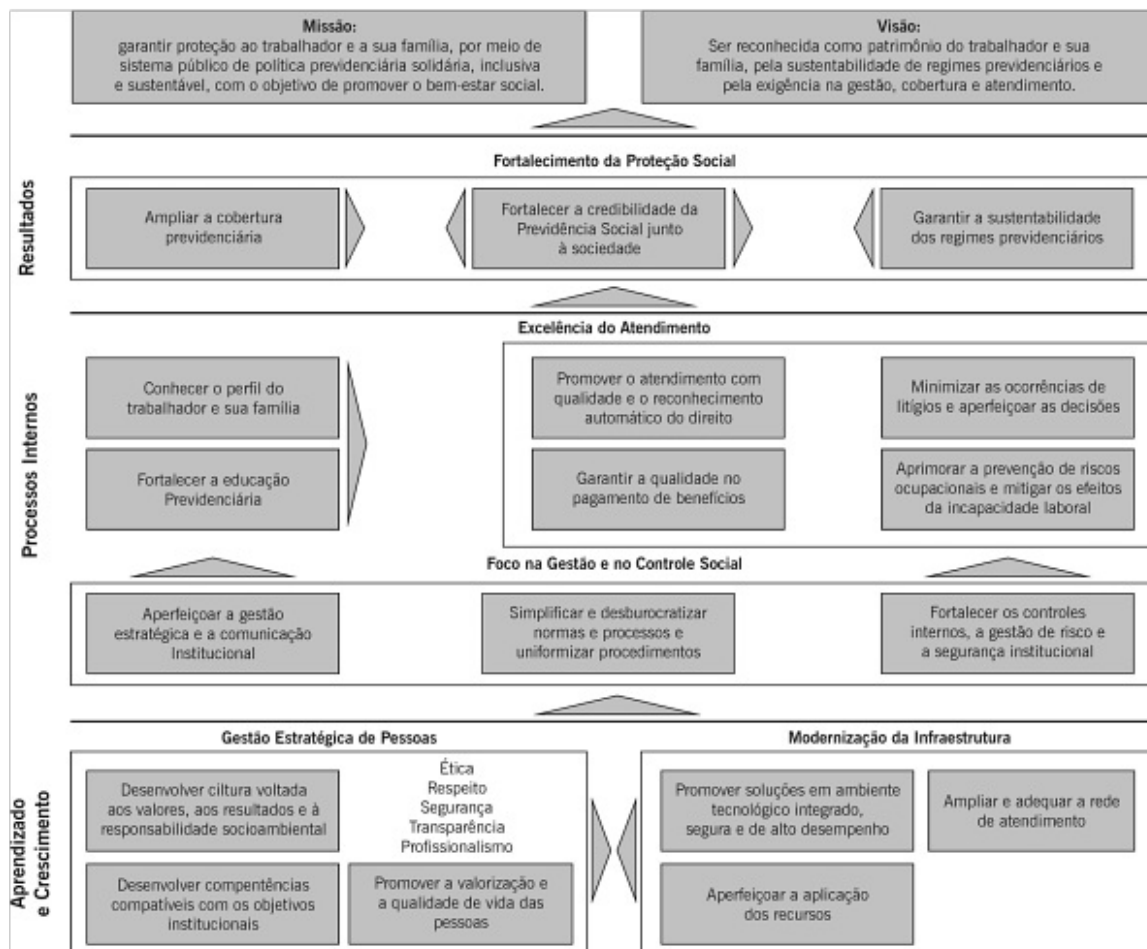 Missão:
garantir proteção ao trabalhador e a sua família, por meio de
sistema público de política previdenciária solidária, inclusiva
e sustentável, com o objetivo de promover o bem-estar social.
Visão:
Ser reconhecida como patrimônio do trabalhador e sua
família, pela sustentabilidade de regimes previdenciários e
pela exigência na gestão, cobertura e atendimento.
Resultados
Fortalecimento da Proteção Social
Ampliar a cobertura
previdenciária
Fortalecer a credibilidade da
Previdência Social junto
à sociedade
Garantir a sustentabilidade
dos regimes previdenciários
Processos Internos
Excelência do Atendimento
Conhecer o perfil do
trabalhador e sua família
Fortalecer a educação
Previdenciária
Promover o atendimento com
qualidade e o reconhecimento
automático do direito
Minimizar as ocorrências de
litígios e aperfeiçoar as decisões
Garantir a qualidade no
pagamento de benefícios
Aprimorar a prevenção de riscos
ocupacionais e mitigar os efeitos
da incapacidade laboral
Foco na Gestão e no Controle Social
Aperfeiçoar a gestão
estratégica e a comunicação
Institucional
Simplificar e desburocratizar
normas e processos e
uniformizar procedimentos
Fortalecer os controles
internos, a gestão de risco e
a segurança institucional
Aprendizado
e Crescimento
Gestão Estratégica de Pessoas
Desenvolver ciltura voltada
aos valores, aos resultados e à
responsabilidade socioambiental
Ética
Respeito
Segurança
Transparência
Profissionalismo
Desenvolver compentências
compatíveis com os objetivos
institucionais
Promover a valorização e
a qualidade de vida das
pessoas
Modernização da Infraestrutura
Promover soluções em ambiente
tecnológico integrado,
segura e de alto desempenho
Ampliar e adequar a rede
de atendimento
Aperfeiçoar a aplicação
dos recursos